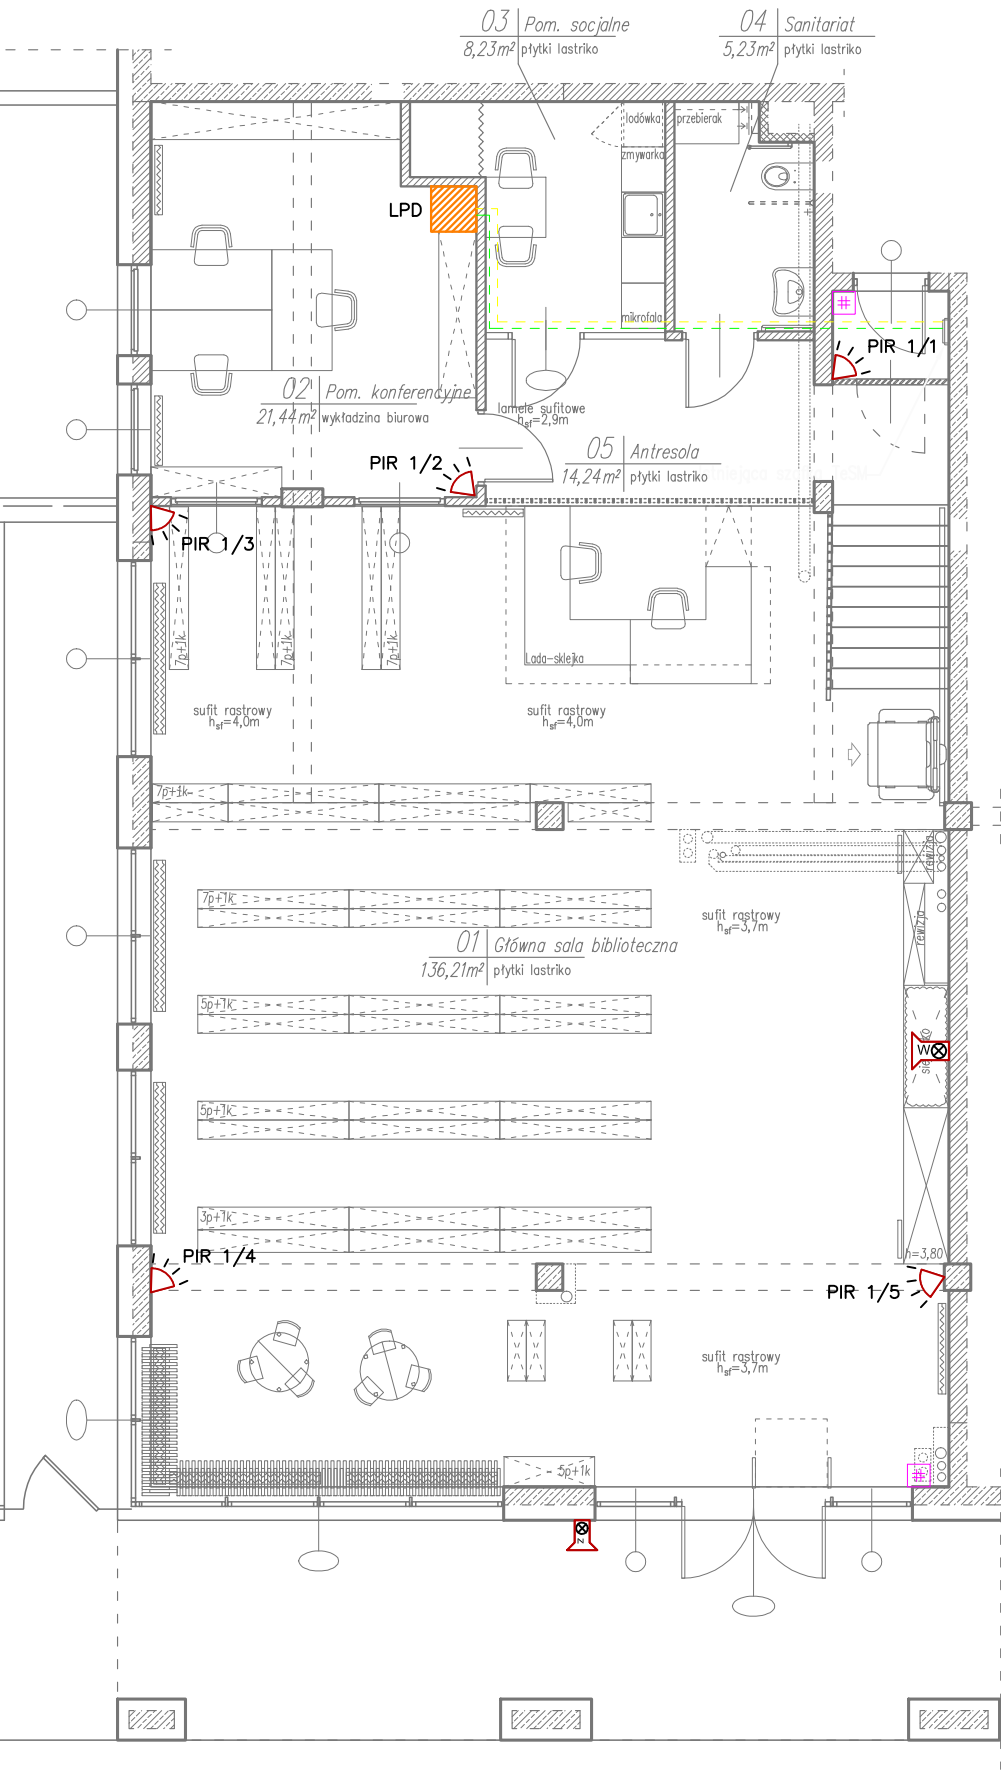 03 Pom. socjalne
8,23m² płytki lastriko
04 Sanitariat
5,23m² płytki lastriko
lodówka
przebierak
zmywarka
LPD
mikrofala
PIR 1/1
02 Pom. konferencyjne
21,44m² wykładzina biurowa
lamele sufitowe
hsf=2,9m
PIR 1/2
05 Antresola
14,24m² płytki lastriko
PIR 1/3
7p+1k
7p+1k
7p+1k
Lada-sklejka
sufit rastrowy
hsf=4,0m
sufit rastrowy
hsf=4,0m
7p+1k
rewizja
7p+1k
sufit rastrowy
hsf=3,7m
rewizja
01 Główna sala biblioteczna
136,21m² płytki lastriko
5p+1k
W
5p+1k
3p+1k
PIR 1/4
h=3,80
PIR 1/5
sufit rastrowy
hsf=3,7m
5p+1k
z